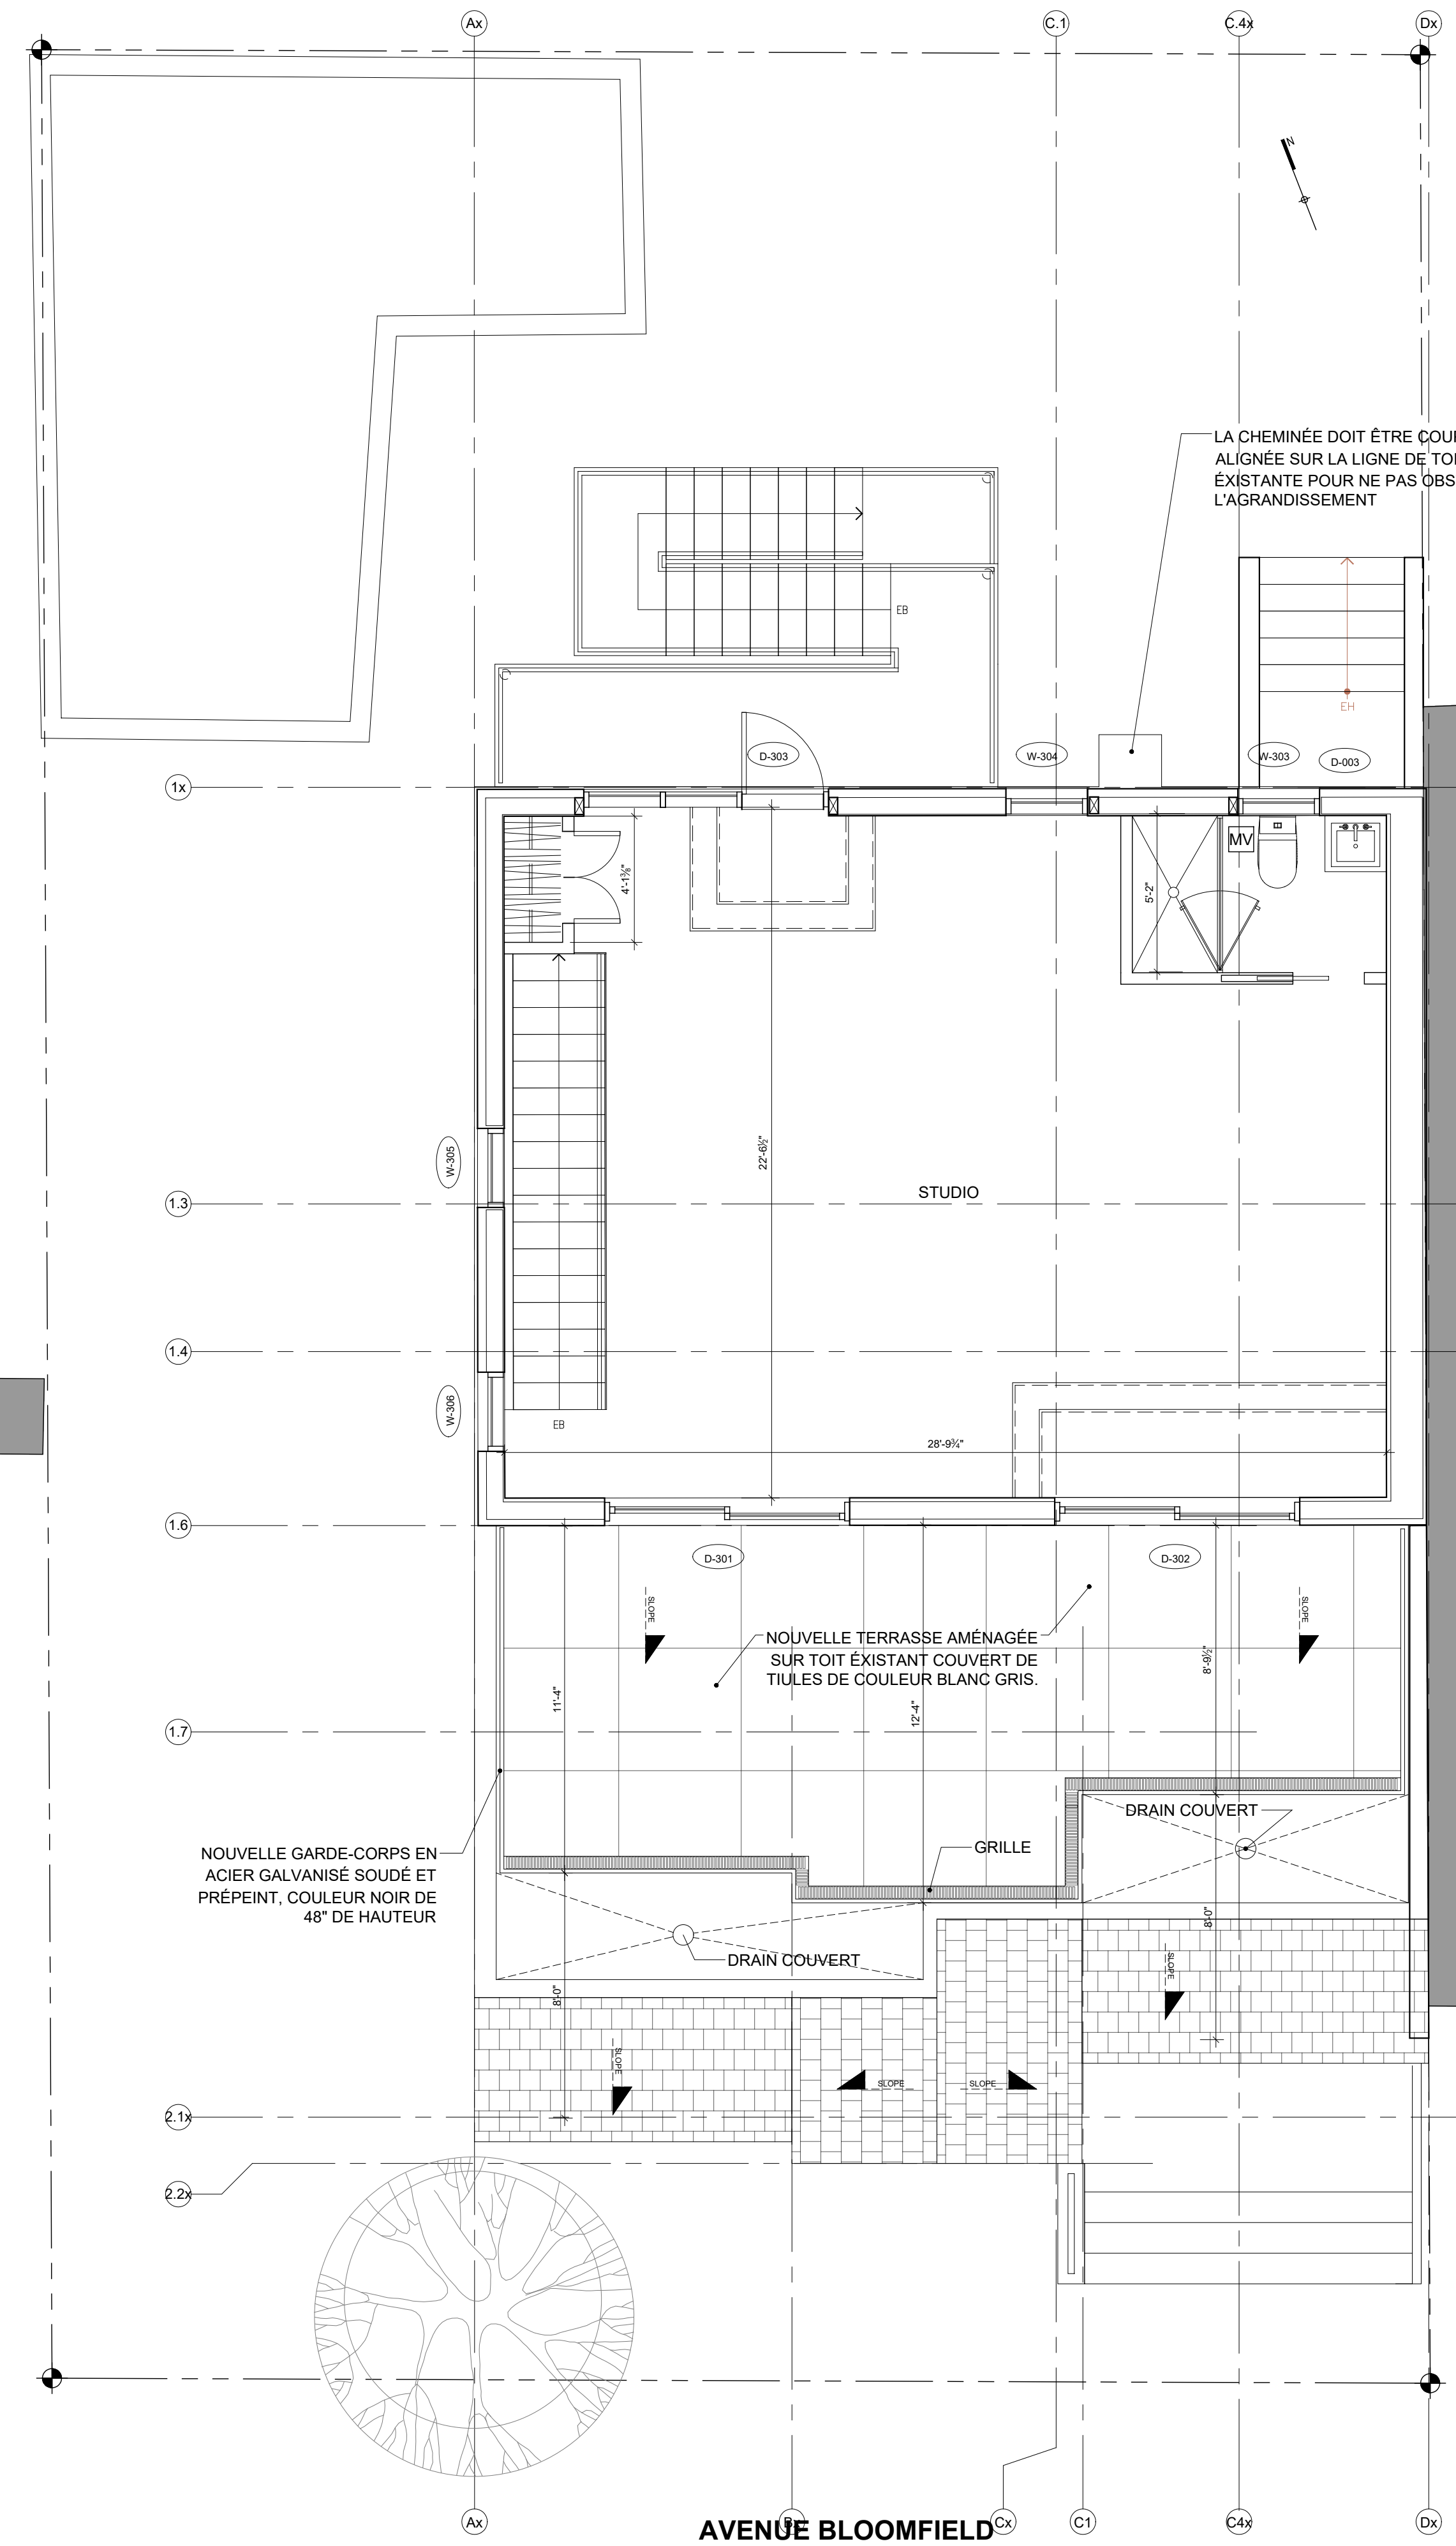 Ax
C.1
C.4x
Dx
N
LA CHEMINÉE DOIT ÊTRE
ALIGNÉE SUR LA LIGNE DE
ÉXISTANTE POUR NE PAS
L'AGRANDISSEMENT
EB
EH
D-303
W-304
W-303
D-003
1x
MV
4'-1⅜"
5'-2"
W-305
22'-6½"
STUDIO
1.3
1.4
W-306
EB
28'-9¾"
1.6
D-301
D-302
SLOPE
SLOPE
NOUVELLE TERRASSE AMÉNAGÉE
SUR TOIT ÉXISTANT COUVERT DE
TIULES DE COULEUR BLANC GRIS.
11'-4"
12'-4"
8'-9½"
1.7
DRAIN COUVERT
GRILLE
NOUVELLE GARDE-CORPS EN
ACIER GALVANISÉ SOUDÉ ET
PRÉPEINT, COULEUR NOIR DE
48" DE HAUTEUR
8'-0"
DRAIN COUVERT
8'-0"
SLOPE
SLOPE
SLOPE
SLOPE
2.1x
2.2x
Ax
Bx
Cx
C1
C4x
Dx
AVENUE BLOOMFIELD